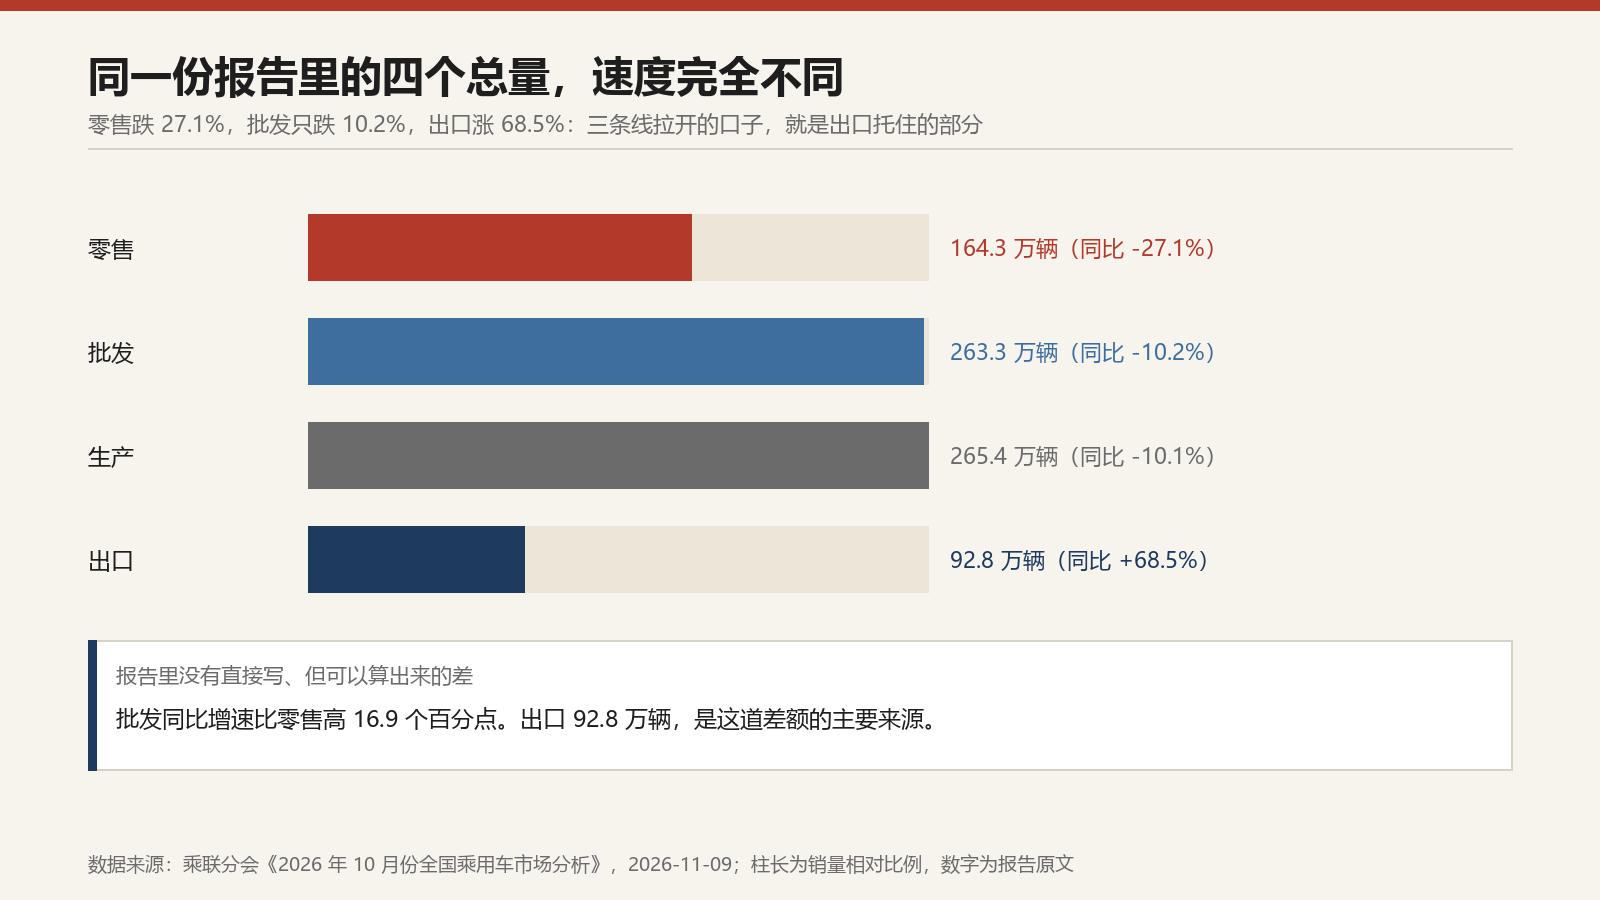 同一份报告里的四个总量，速度完全不同
零售跌 27.1%，批发只跌 10.2%，出口涨 68.5%：三条线拉开的口子，就是出口托住的部分
零售
164.3 万辆（同比 -27.1%）
批发
263.3 万辆（同比 -10.2%）
生产
265.4 万辆（同比 -10.1%）
出口
92.8 万辆（同比 +68.5%）
报告里没有直接写、但可以算出来的差
批发同比增速比零售高 16.9 个百分点。出口 92.8 万辆，是这道差额的主要来源。
数据来源：乘联分会《2026 年 10 月份全国乘用车市场分析》，2026-11-09；柱长为销量相对比例，数字为报告原文